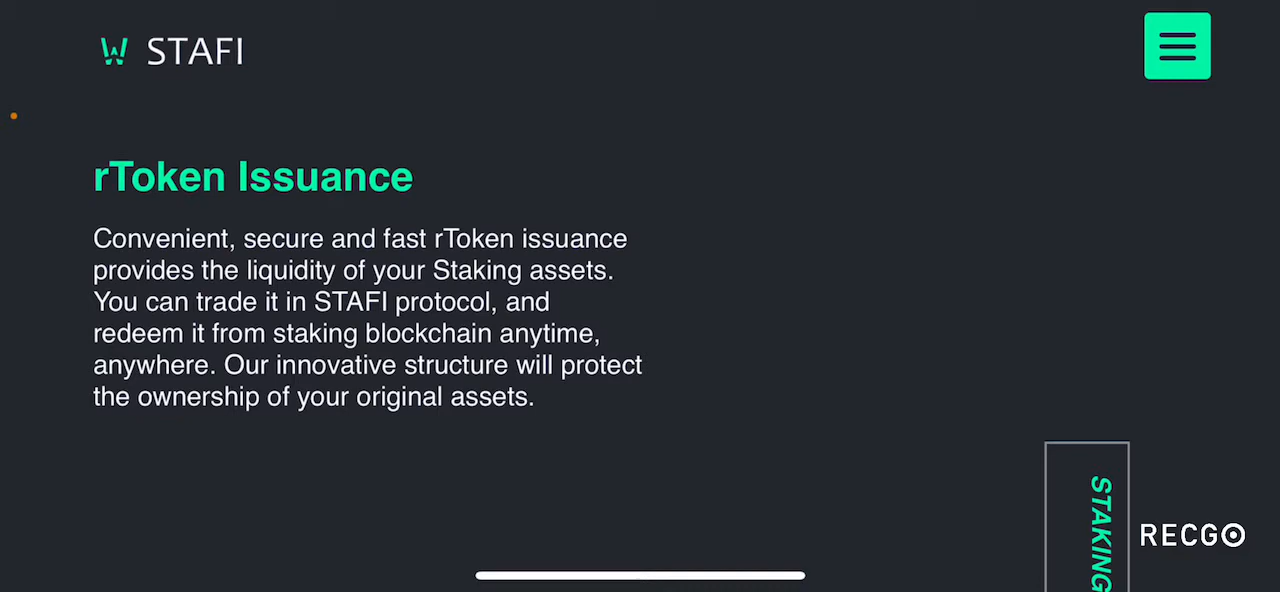 STAFI
rToken Issuance
Convenient, secure and fast rToken issuance
provides the liquidity of your Staking assets.
You can trade it in STAFI protocol, and
redeem it from staking blockchain anytime,
anywhere. Our innovative structure will protect
the ownership of your original assets.
STAKING
RECGO